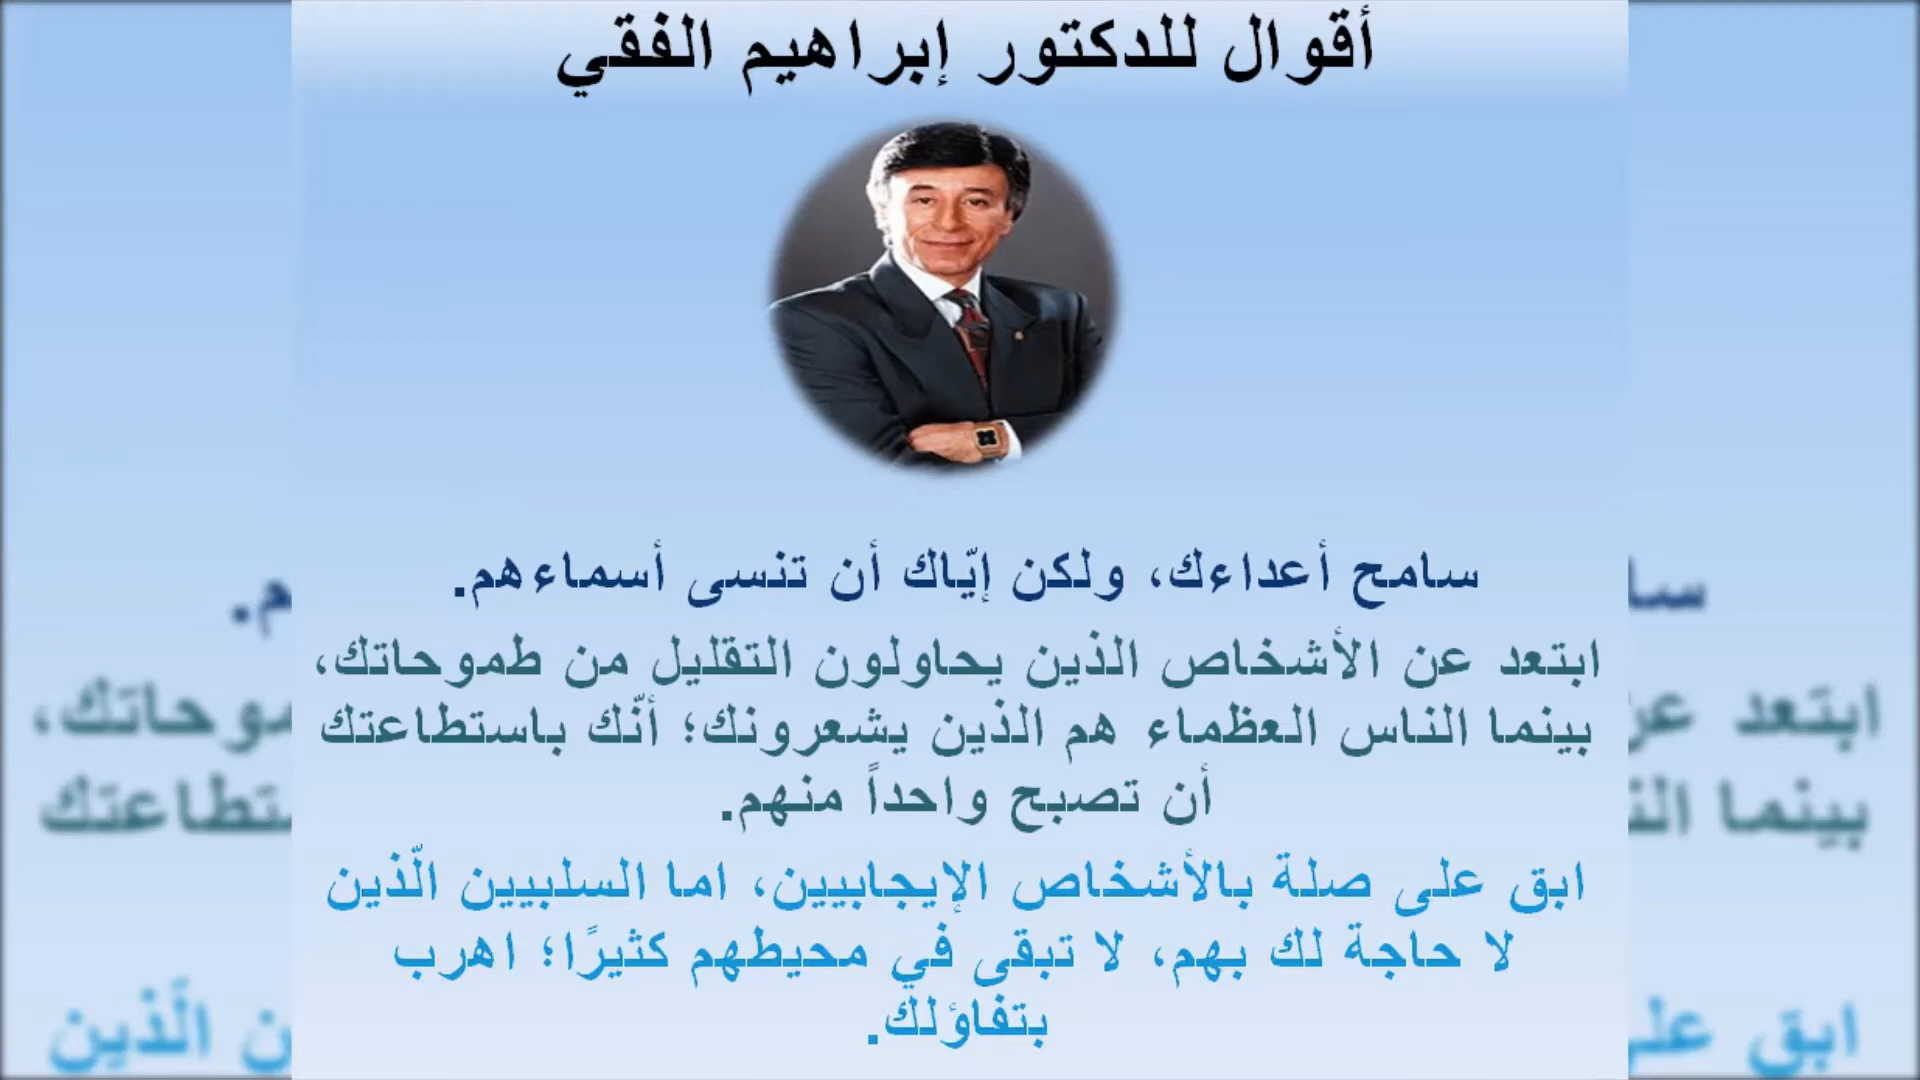 أقوال للدكتور إبراهيم الفقي
سامح أعداءك، ولكن إيّاك أن تنسى أسماءهم.
ابتعد عن الأشخاص الذين يحاولون التقليل من طموحاتك،
بينما الناس العظماء هم الذين يشعرونك؛ أنّك باستطاعتك
أن تصبح واحداً منهم.
ابق على صلة بالأشخاص الإيجابيين، اما السلبيين الّذين
لا حاجة لك بهم، لا تبقى في محيطهم كثيرًا؛ اهرب
بتفاؤلك.